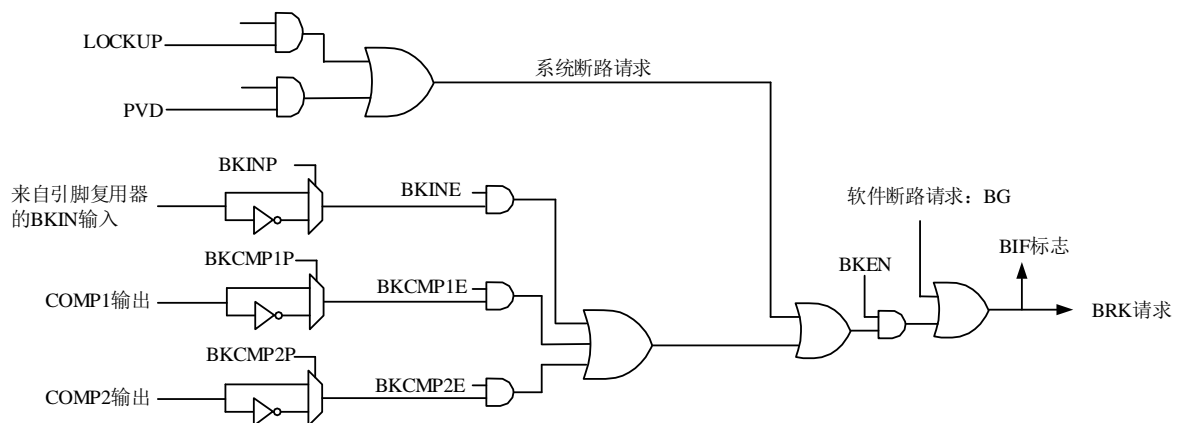 LOCKUP
系统断路请求
PVD
BKINP
来自引脚复用器
的BKIN输入
BKINE
软件断路请求：BG
BIF标志
BKCMP1P
BKEN
COMP1输出
BKCMP1E
BRK请求
BKCMP2P
BKCMP2E
COMP2输出